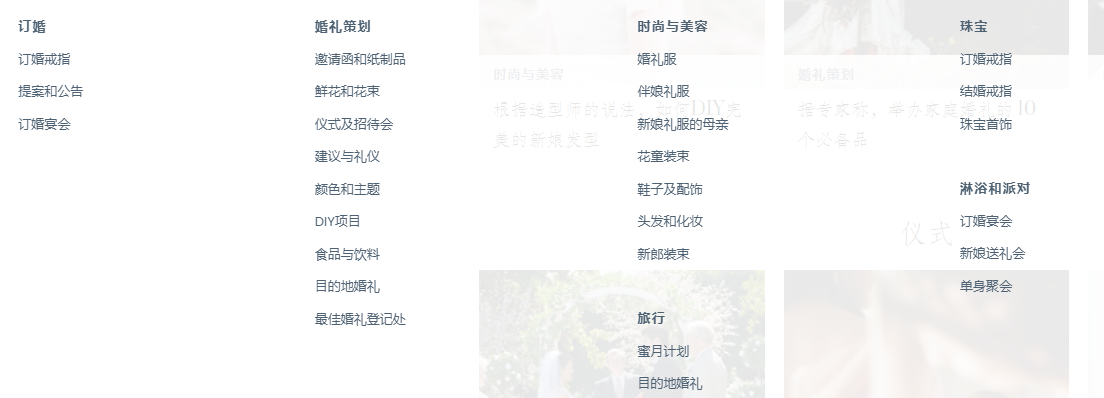 订婚
订婚戒指
提案和公告
订婚宴会
婚礼策划
邀请函和纸制品
鲜花和花束
仪式及招待会
建议与礼仪
颜色和主题
DIY项目
食品与饮料
目的地婚礼
最佳婚礼登记处
时尚与美容
婚礼服
伴娘礼服
新娘礼服的母亲
花童装束
鞋子及配饰
头发和化妆
新郎装束
旅行
蜜月计划
目的地婚礼
珠宝
订婚戒指
结婚戒指
珠宝首饰
淋浴和派对
订婚宴会
新娘送礼会
单身聚会
时尚与美容
根据造型师的说法，如何DIY完
美的新娘发型
婚礼策划
指专家称，举办家庭婚礼的 10
个必备品
仪式